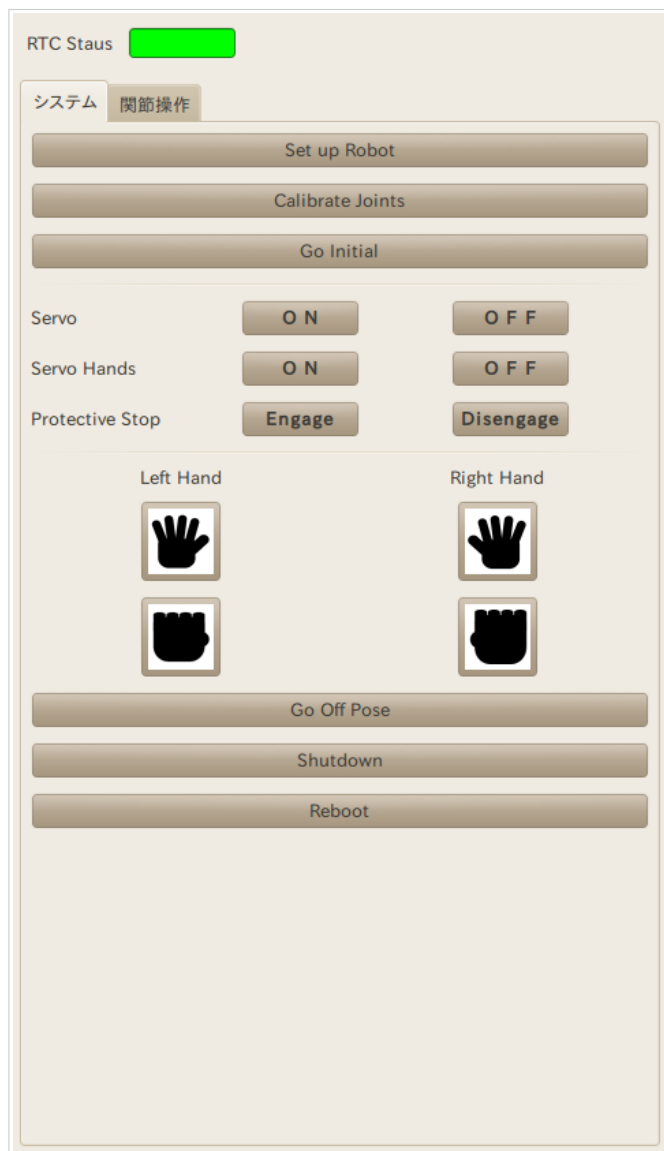 RTC Staus
システム 関節操作
Set up Robot
Calibrate Joints
Go Initial
Servo O N O F F
Servo Hands O N O F F
Protective Stop Engage Disengage
Left Hand Right Hand
Go Off Pose
Shutdown
Reboot